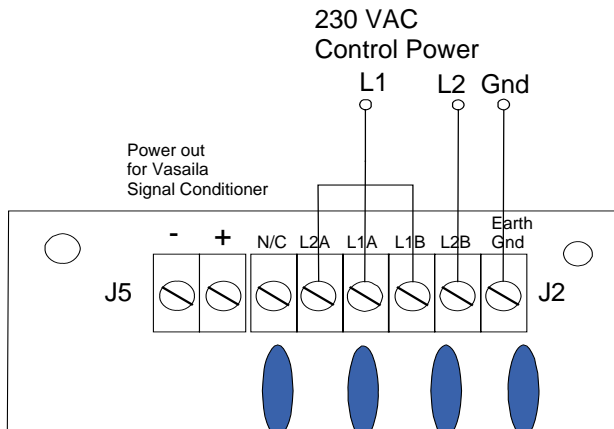 230 VAC
Control Power
L1 L2 Gnd
Power out
for Vasaila
Signal Conditioner
- +
N/C L2A L1A L1B L2B Earth
Gnd
J5 J2